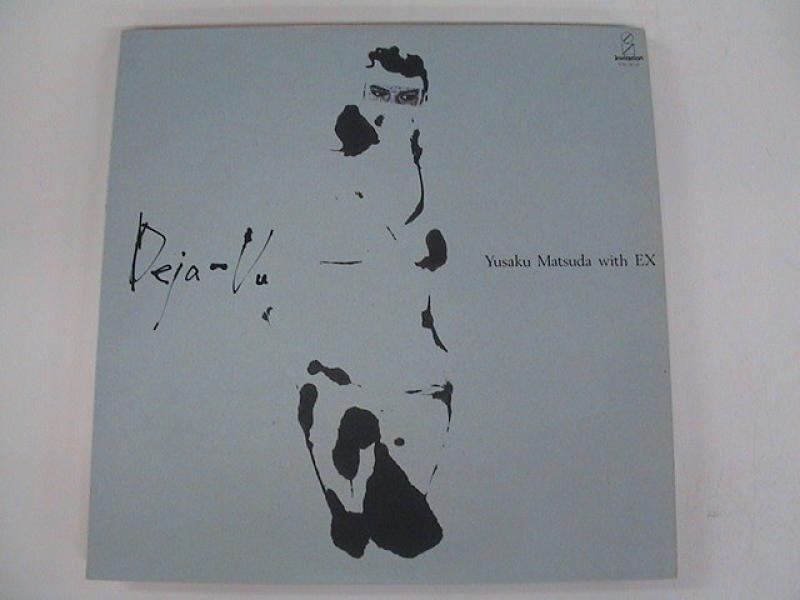 Invitation
Deja-Vu
Yusaku Matsuda with EX